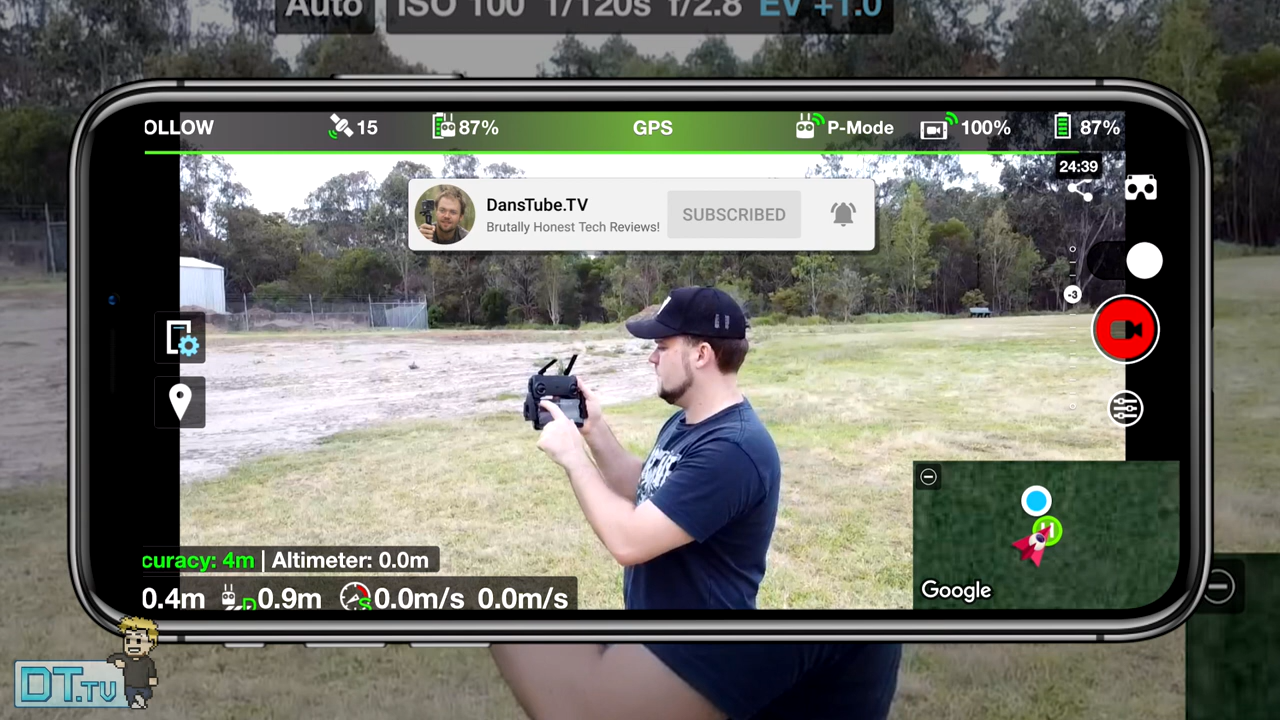 Auto ISO 100 1/120s f/2.8 EV +1.0
OLLOW 15 87% GPS P-Mode 100% 87%
24:39
DansTube.TV
Brutally Honest Tech Reviews!
SUBSCRIBED
-3
H
curacy: 4m | Altimeter: 0.0m
0.4m D 0.9m S 0.0m/s 0.0m/s
Google
DT.TV